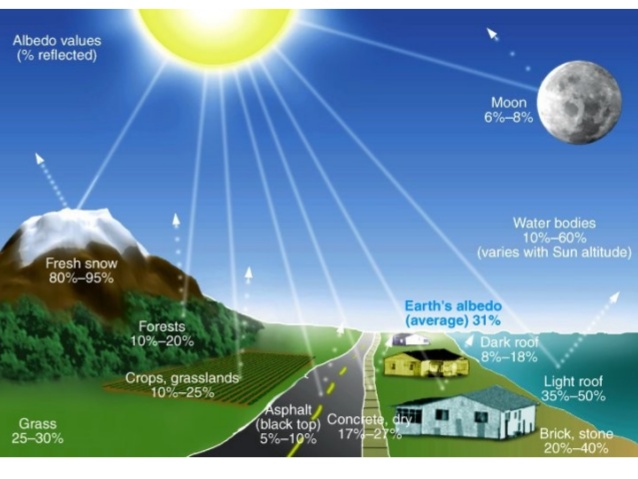 Albedo values
(% reflected)
Moon
6%–8%
Water bodies
10%–60%
(varies with Sun altitude)
Fresh snow
80%–95%
Earth's albedo
(average) 31%
Forests
10%–20%
Dark roof
8%–18%
Crops, grasslands
10%–25%
Light roof
35%–50%
Asphalt
(black top)
5%–10%
Concrete, dry
17%–27%
Grass
25–30%
Brick, stone
20%–40%